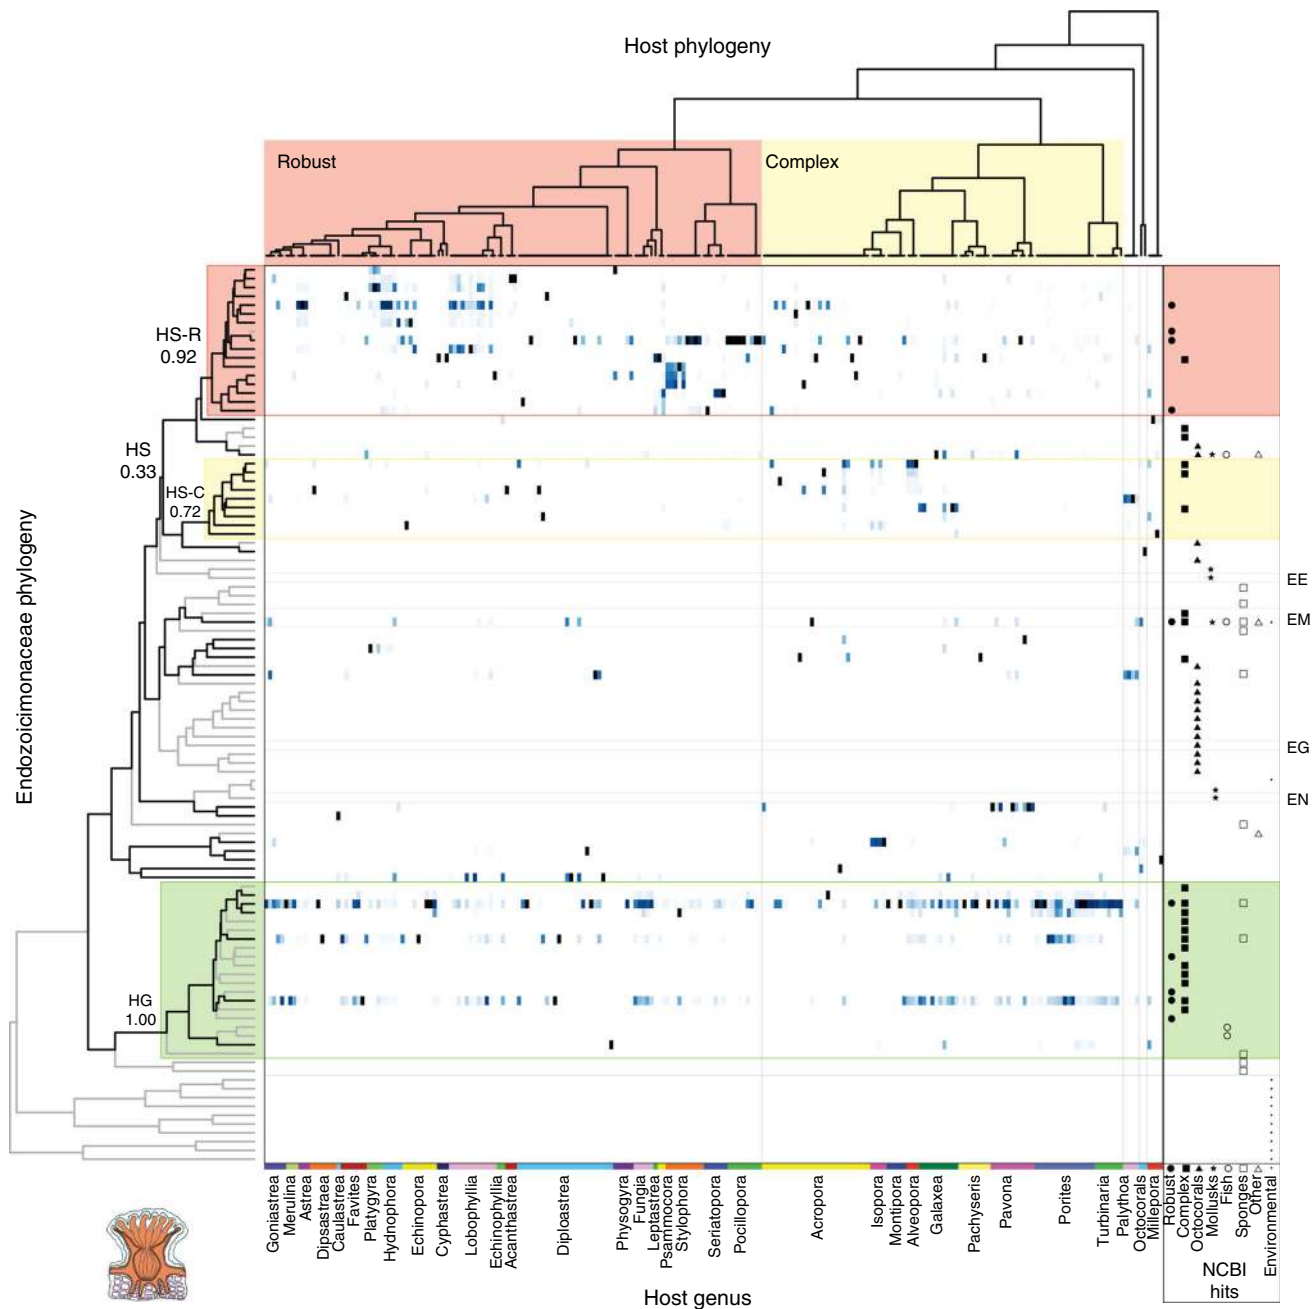 Host phylogeny
Robust
Complex
HS-R
0.92
HS
0.33
HS-C
0.72
HG
1.00
Endozoicimonaceae phylogeny
EE
EM
EG
EN
Goniastrea
Merulina
Astrea
Dipsastraea
Caulastrea
Favites
Platygyra
Hydnophora
Echinopora
Cyphastrea
Lobophyllia
Echinophyllia
Acanthastrea
Diploastrea
Physogyra
Fungia
Leptastrea
Psammocora
Stylophora
Seriatopora
Pocillopora
Acropora
Isopora
Montipora
Alveopora
Galaxea
Pachyseris
Pavona
Porites
Turbinaria
Palythoa
Octocorals
Millepora
Robust
Complex
Octocorals
Mollusks
Fish
Sponges
Other
Environmental
Host genus
NCBI
hits